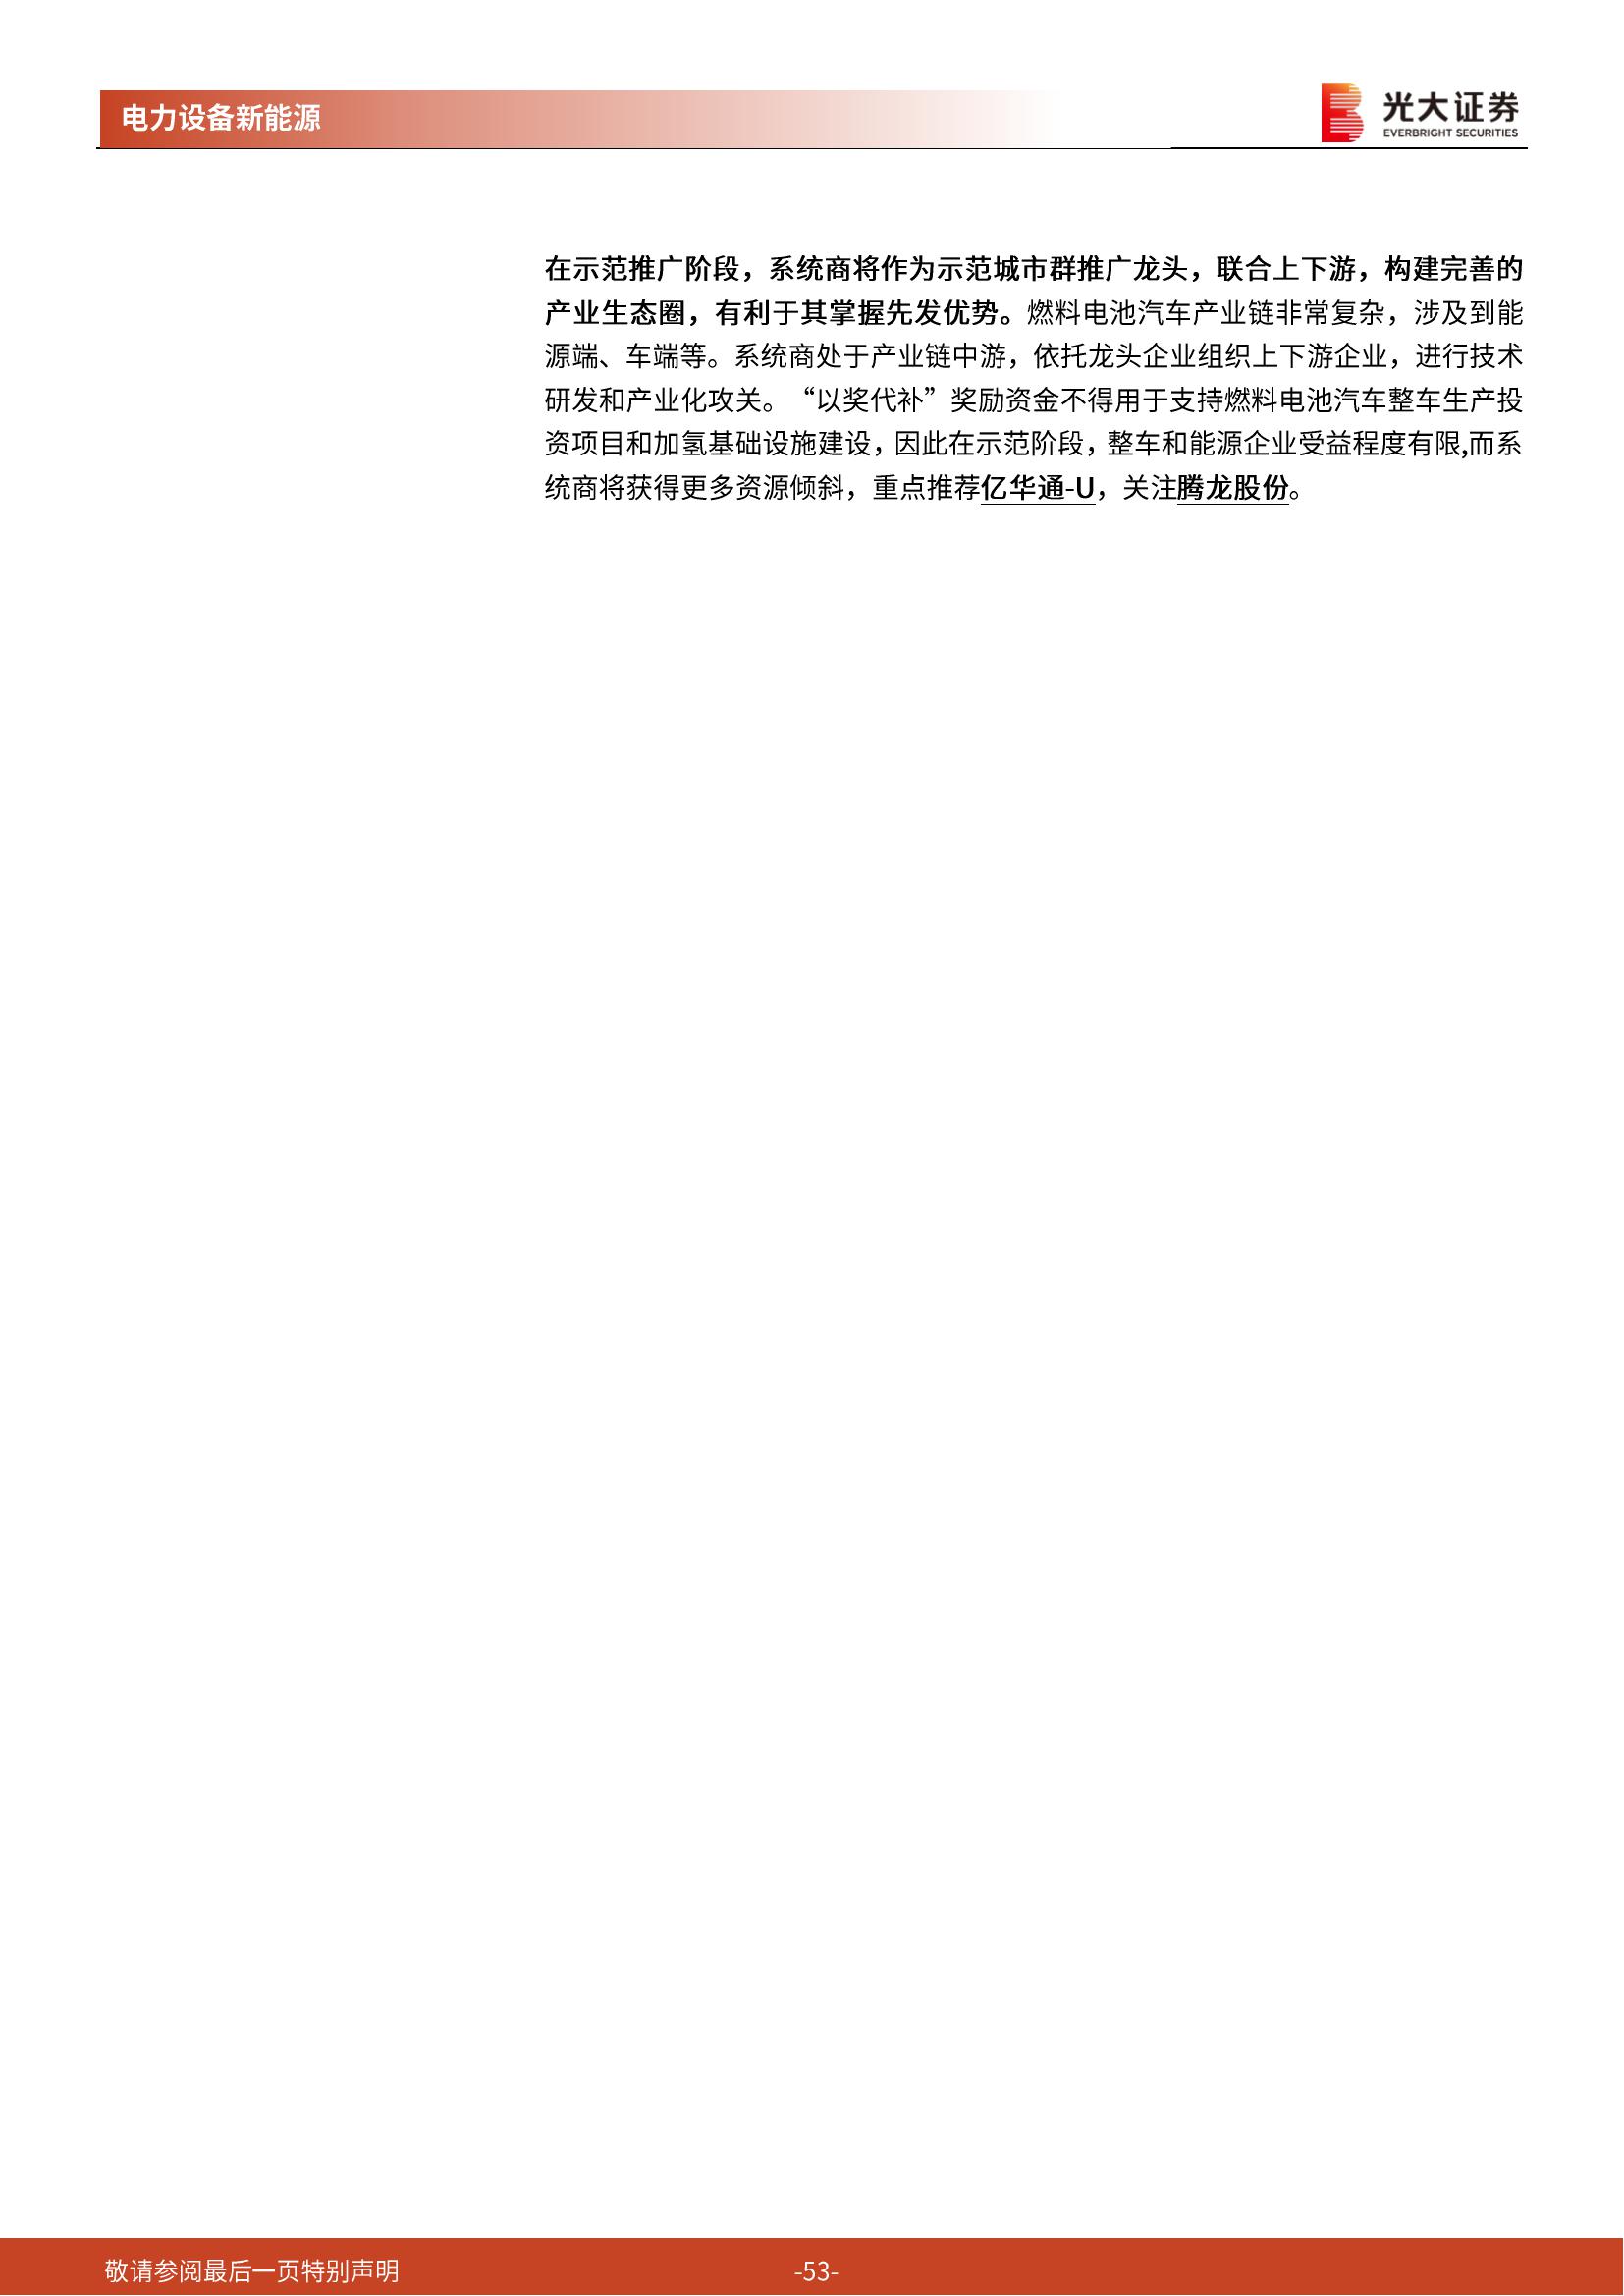 电力设备新能源
光大证券
EVERBRIGHT SECURITIES
在示范推广阶段，系统商将作为示范城市群推广龙头，联合上下游，构建完善的
产业生态圈，有利于其掌握先发优势。燃料电池汽车产业链非常复杂，涉及到能
源端、车端等。系统商处于产业链中游，依托龙头企业组织上下游企业，进行技术
研发和产业化攻关。“以奖代补”奖励资金不得用于支持燃料电池汽车整车生产投
资项目和加氢基础设施建设，因此在示范阶段，整车和能源企业受益程度有限,而系
统商将获得更多资源倾斜，重点推荐亿华通-U，关注腾龙股份。
敬请参阅最后一页特别声明
-53-